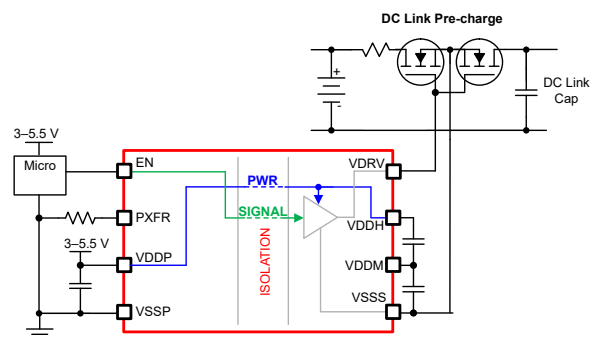 DC Link Pre-charge
+
-
DC Link
Cap
3–5.5 V
Micro
EN
VDRV
PWR
SIGNAL
PXFR
VDDH
3–5.5 V
VDDP
VDDM
ISOLATION
VSSP
VSSS